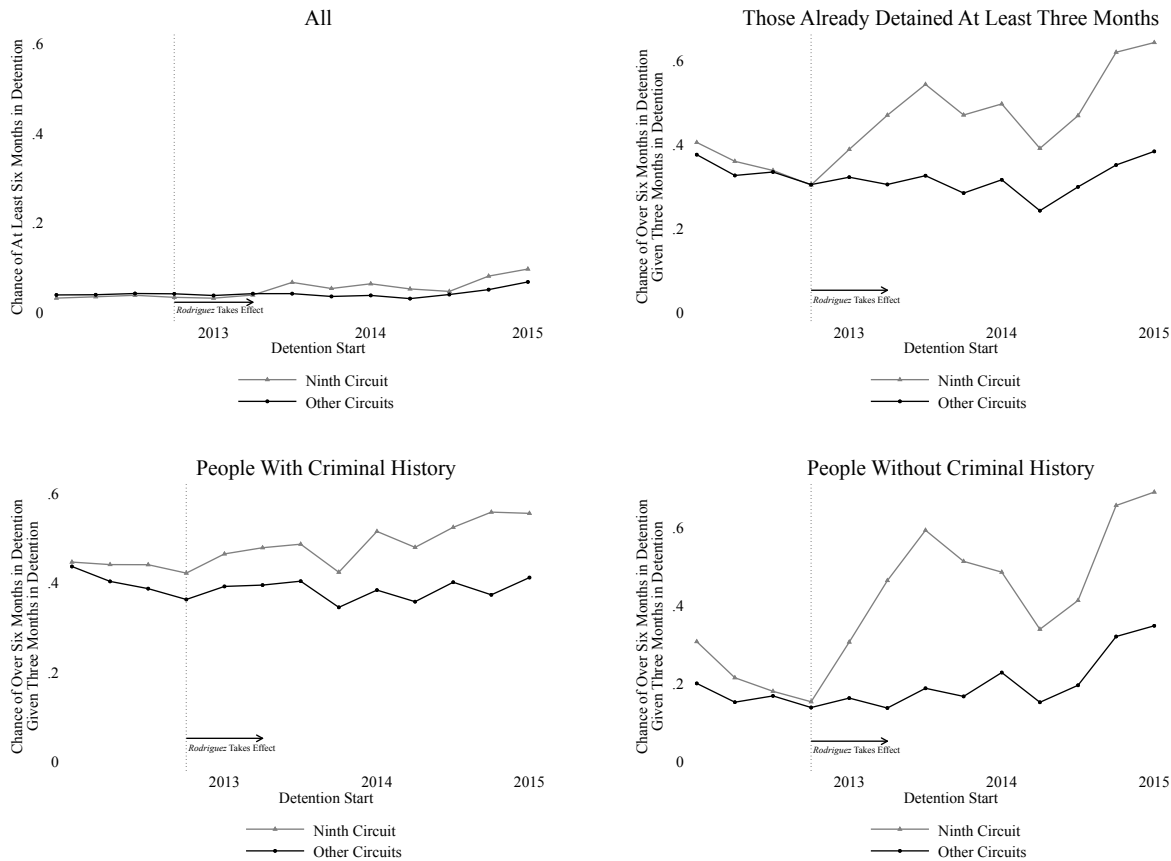 All
Chance of At Least Six Months in Detention
.6
.4
.2
0
Rodriguez Takes Effect
2013
2014
2015
Detention Start
Ninth Circuit
Other Circuits
Those Already Detained At Least Three Months
Chance of Over Six Months in Detention
Given Three Months in Detention
.6
.4
.2
0
Rodriguez Takes Effect
2013
2014
2015
Detention Start
Ninth Circuit
Other Circuits
People With Criminal History
Chance of Over Six Months in Detention
Given Three Months in Detention
.6
.4
.2
0
Rodriguez Takes Effect
2013
2014
2015
Detention Start
Ninth Circuit
Other Circuits
People Without Criminal History
Chance of Over Six Months in Detention
Given Three Months in Detention
.6
.4
.2
0
Rodriguez Takes Effect
2013
2014
2015
Detention Start
Ninth Circuit
Other Circuits